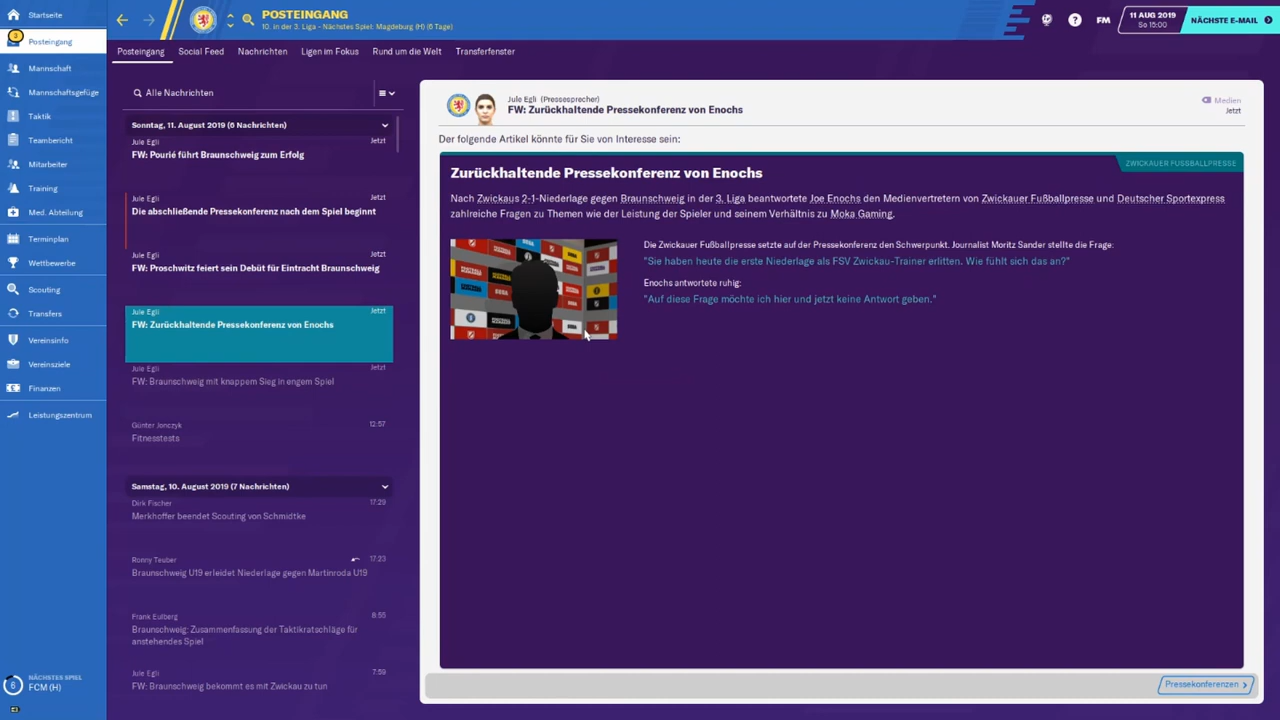 Startseite
3
Posteingang
Mannschaft
Mannschaftsgefüge
Taktik
Teambericht
Mitarbeiter
Training
Med. Abteilung
Terminplan
Wettbewerbe
Scouting
Transfers
Vereinsinfo
Vereinsziele
Finanzen
Leistungszentrum
6
NÄCHSTES SPIEL
FCM (H)
POSTEINGANG
10. in der 3. Liga - Nächstes Spiel: Magdeburg (H) (6 Tage)
?
FM
11 AUG 2019
So 15:00
NÄCHSTE E-MAIL
Posteingang
Social Feed
Nachrichten
Ligen im Fokus
Rund um die Welt
Transferfenster
Alle Nachrichten
Sonntag, 11. August 2019 (6 Nachrichten)
Jule Egli
Jetzt
FW: Pourié führt Braunschweig zum Erfolg
Jule Egli
Jetzt
Die abschließende Pressekonferenz nach dem Spiel beginnt
Jule Egli
Jetzt
FW: Proschwitz feiert sein Debüt für Eintracht Braunschweig
Jule Egli
Jetzt
FW: Zurückhaltende Pressekonferenz von Enochs
Jule Egli
Jetzt
FW: Braunschweig mit knappem Sieg in engem Spiel
Günter Jonczyk
12:57
Fitnesstests
Samstag, 10. August 2019 (7 Nachrichten)
Dirk Fischer
17:29
Merkhoffer beendet Scouting von Schmidtke
Ronny Teuber
17:23
Braunschweig U19 erleidet Niederlage gegen Martinroda U19
Frank Eulberg
8:55
Braunschweig: Zusammenfassung der Taktikratschläge für
anstehendes Spiel
Jule Egli
7:59
FW: Braunschweig bekommt es mit Zwickau zu tun
Jule Egli (Pressesprecher)
FW: Zurückhaltende Pressekonferenz von Enochs
Medien
Jetzt
Der folgende Artikel könnte für Sie von Interesse sein:
ZWICKAUER FUSSBALLPRESSE
Zurückhaltende Pressekonferenz von Enochs
Nach Zwickaus 2-1-Niederlage gegen Braunschweig in der 3. Liga beantwortete Joe Enochs den Medienvertretern von Zwickauer Fußballpresse und Deutscher Sportexpress
zahlreiche Fragen zu Themen wie der Leistung der Spieler und seinem Verhältnis zu Moka Gaming.
Die Zwickauer Fußballpresse setzte auf der Pressekonferenz den Schwerpunkt. Journalist Moritz Sander stellte die Frage:
"Sie haben heute die erste Niederlage als FSV Zwickau-Trainer erlitten. Wie fühlt sich das an?"
Enochs antwortete ruhig:
"Auf diese Frage möchte ich hier und jetzt keine Antwort geben."
Pressekonferenzen